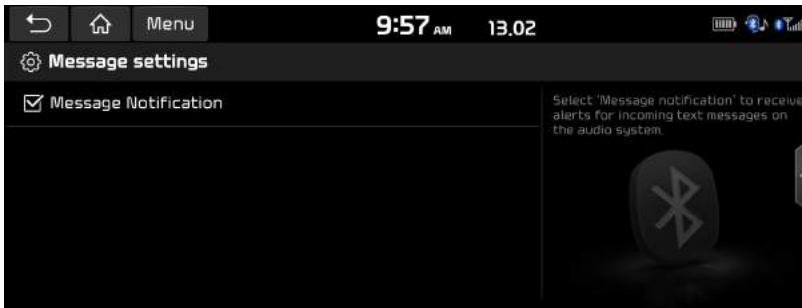 Menu
9:57 AM
13.02
Message settings
Message Notification
Select 'Message notification' to receive
alerts for incoming text messages on
the audio system.